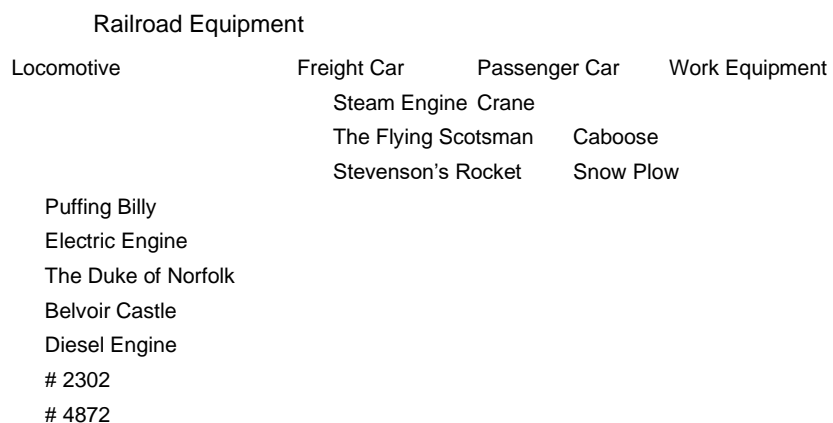 Railroad Equipment
Locomotive Freight Car Passenger Car Work Equipment
Steam Engine Crane
The Flying Scotsman Caboose
Stevenson’s Rocket Snow Plow
Puffing Billy
Electric Engine
The Duke of Norfolk
Belvoir Castle
Diesel Engine
# 2302
# 4872